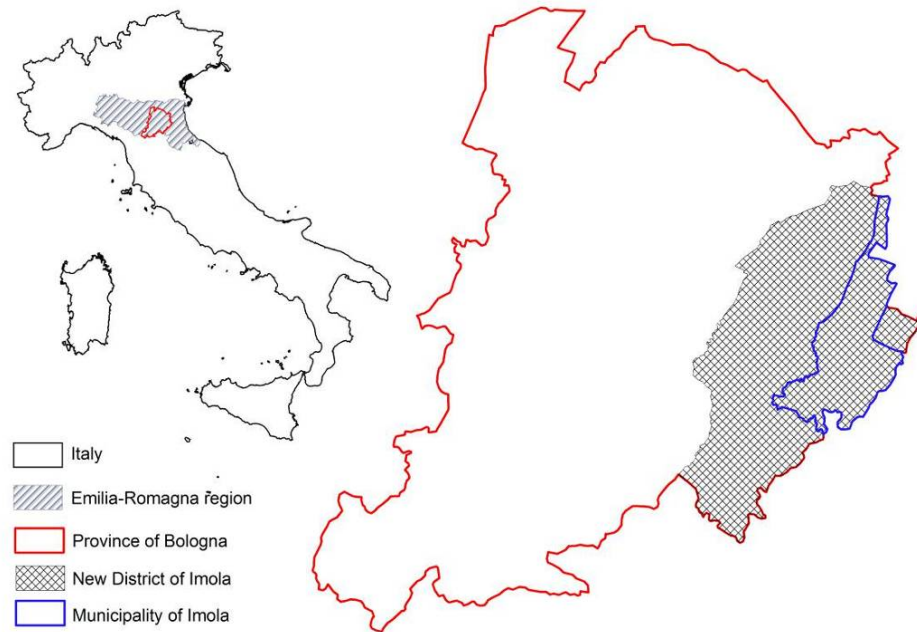 Italy
Emilia-Romagna region
Province of Bologna
New District of Imola
Municipality of Imola